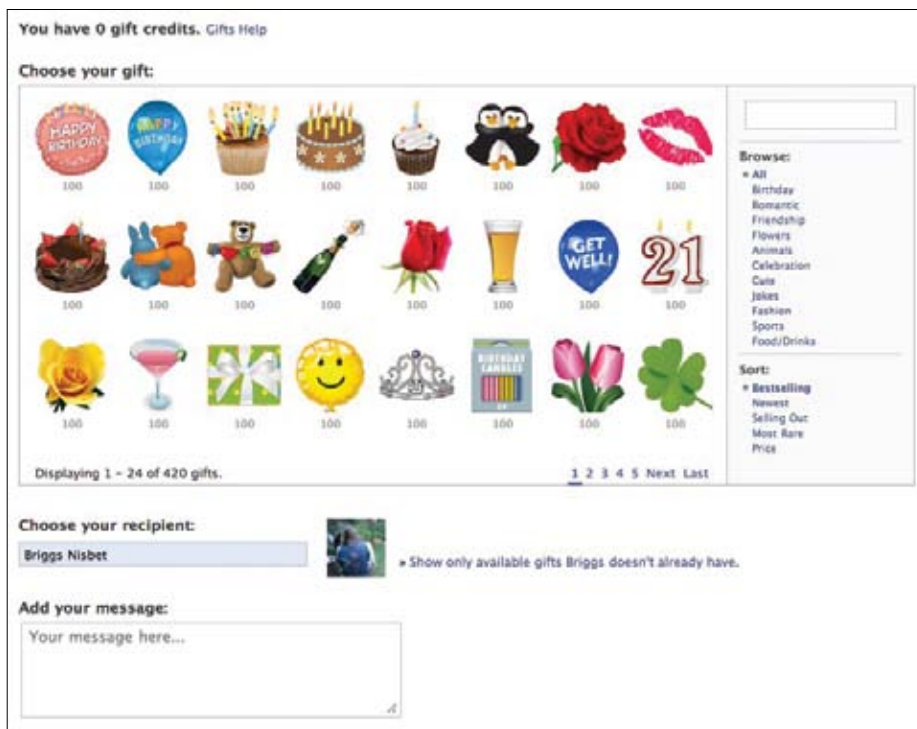 You have 0 gift credits. Gifts Help
Choose your gift:
HAPPY BIRTHDAY
HAPPY BIRTHDAY
100 100 100 100 100 100 100 100
GET WELL!
21
100 100 100 100 100 100 100 100
BIRTHDAY CANDLES
100 100 100 100 100 100 100 100
Displaying 1 – 24 of 420 gifts.
1 2 3 4 5 Next Last
Browse:
» All
Birthday
Romantic
Friendship
Flowers
Animals
Celebration
Cute
Jokes
Fashion
Sports
Food/Drinks
Sort:
» Bestselling
Newest
Selling Out
Most Rare
Price
Choose your recipient:
Briggs Nisbet
» Show only available gifts Briggs doesn't already have.
Add your message:
Your message here...